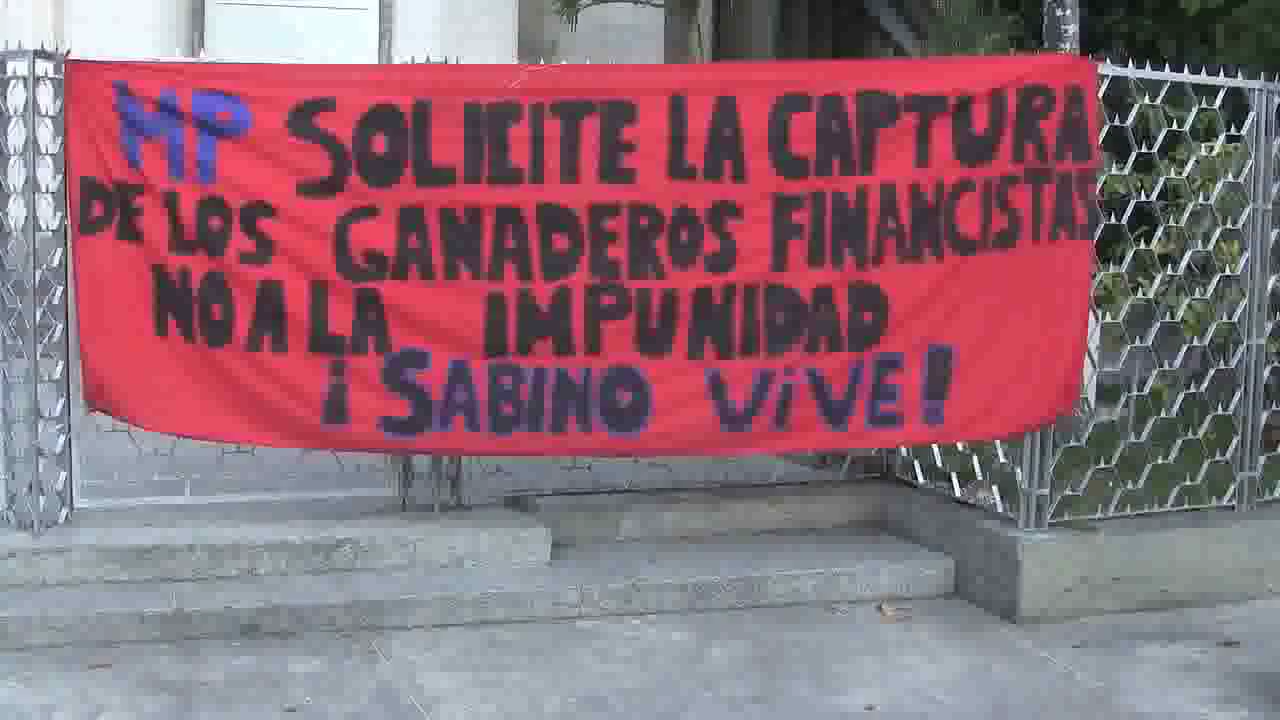 MP SOLICITE LA CAPTURA
DE LOS GANADEROS FINANCISTAS
NO A LA IMPUNIDAD
¡SABINO VIVE!